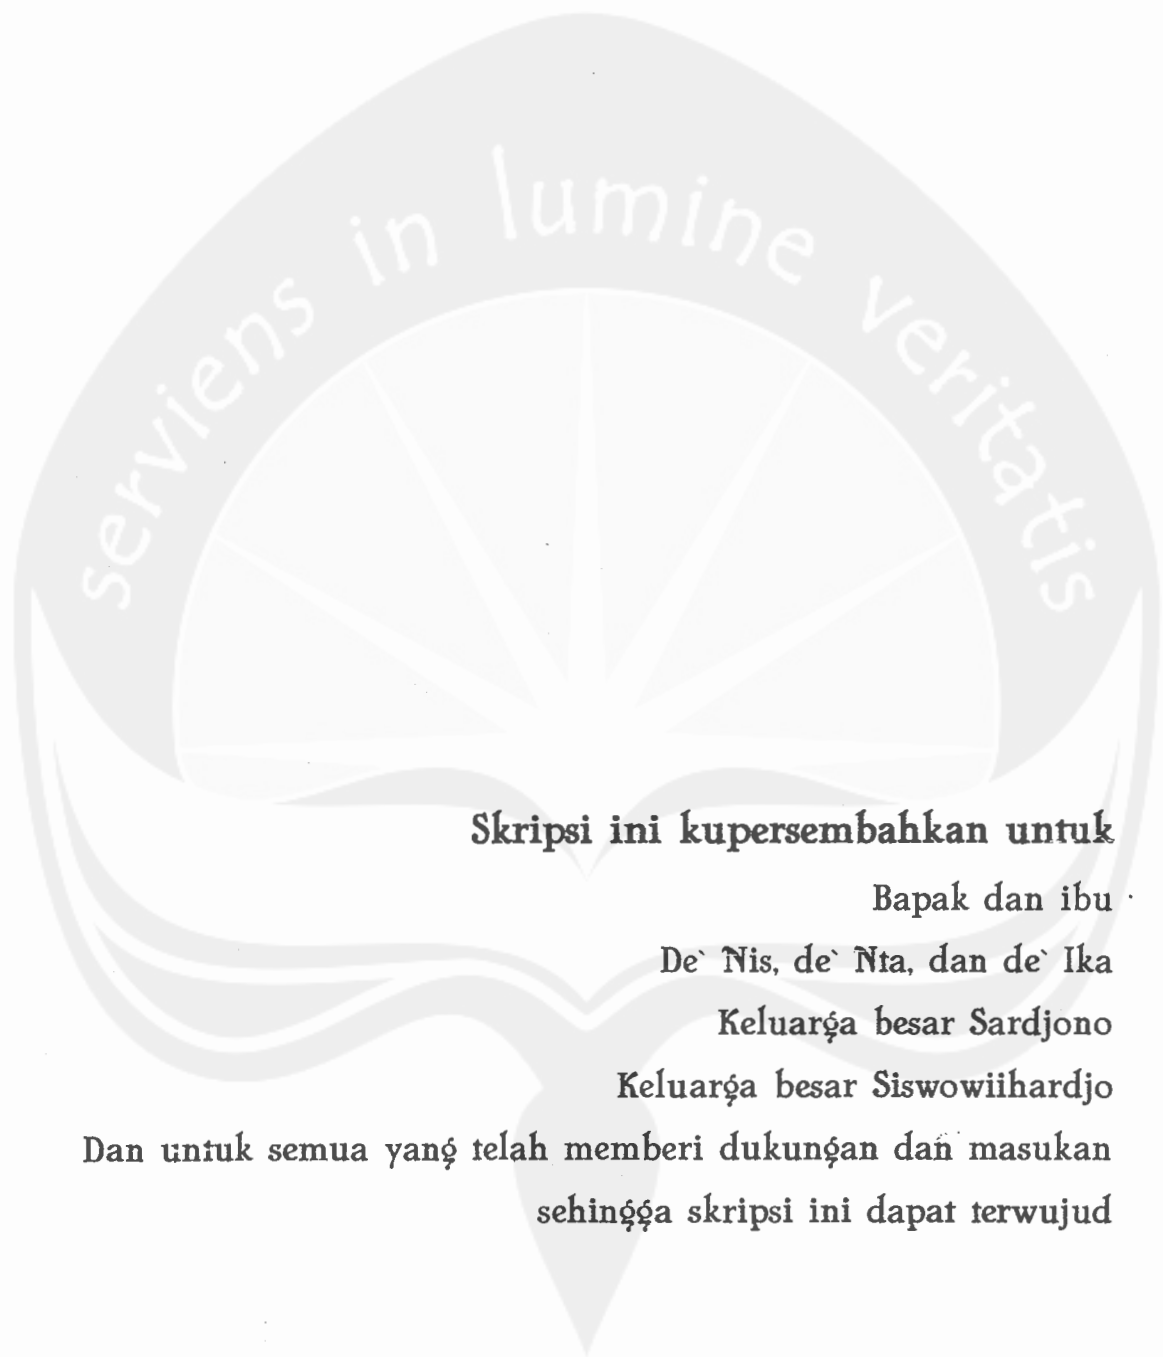 serviens in lumine veritatis
Skripsi ini kupersembahkan untuk
Bapak dan ibu
De` Nis, de` Nta, dan de` Ika
Keluarga besar Sardjono
Keluarga besar Siswowiihardjo
Dan untuk semua yang telah memberi dukungan dan masukan
sehingga skripsi ini dapat terwujud